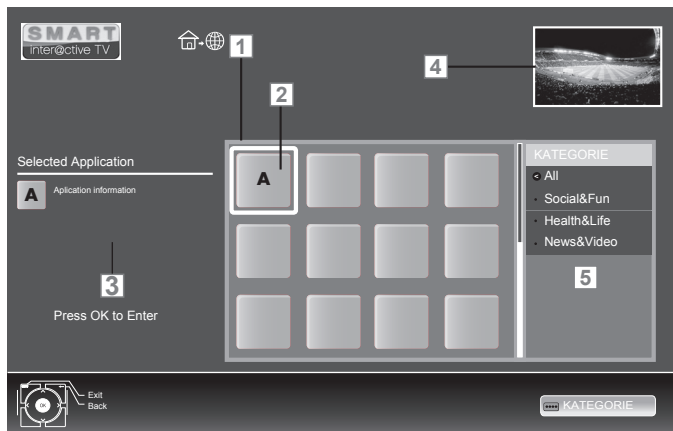 SMART
inter@ctive TV
1
2
4
Selected Application
A
Aplication information
A
3
Press OK to Enter
KATEGORIE
All
Social&Fun
Health&Life
News&Video
5
OK
Exit
Back
KATEGORIE